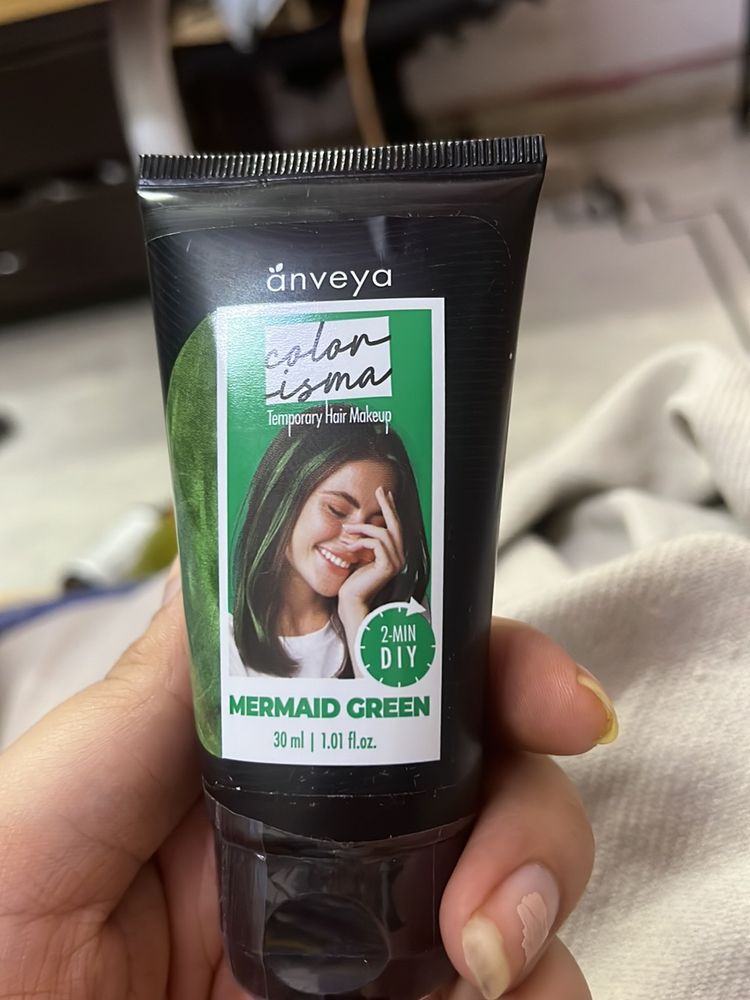 anveya
color
isma
Temporary Hair Makeup
2-MIN
DIY
MERMAID GREEN
30 ml | 1.01 fl.oz.